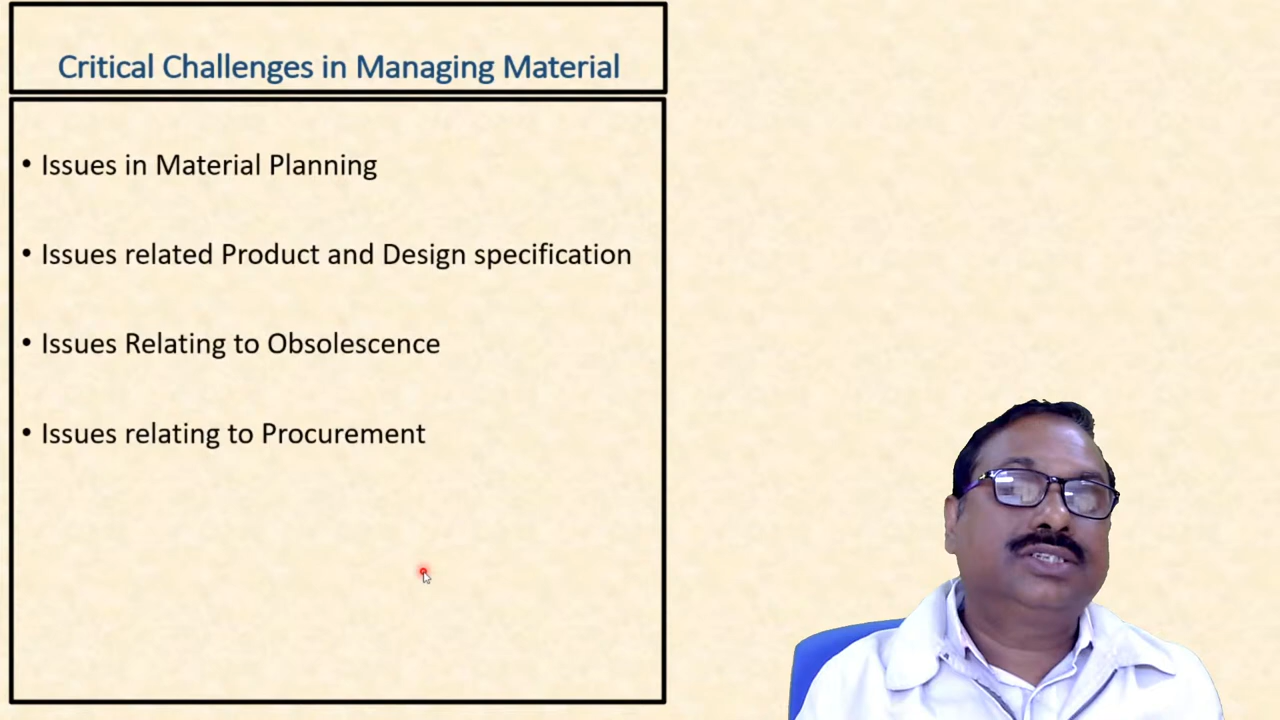 Critical Challenges in Managing Material
• Issues in Material Planning
• Issues related Product and Design specification
• Issues Relating to Obsolescence
• Issues relating to Procurement